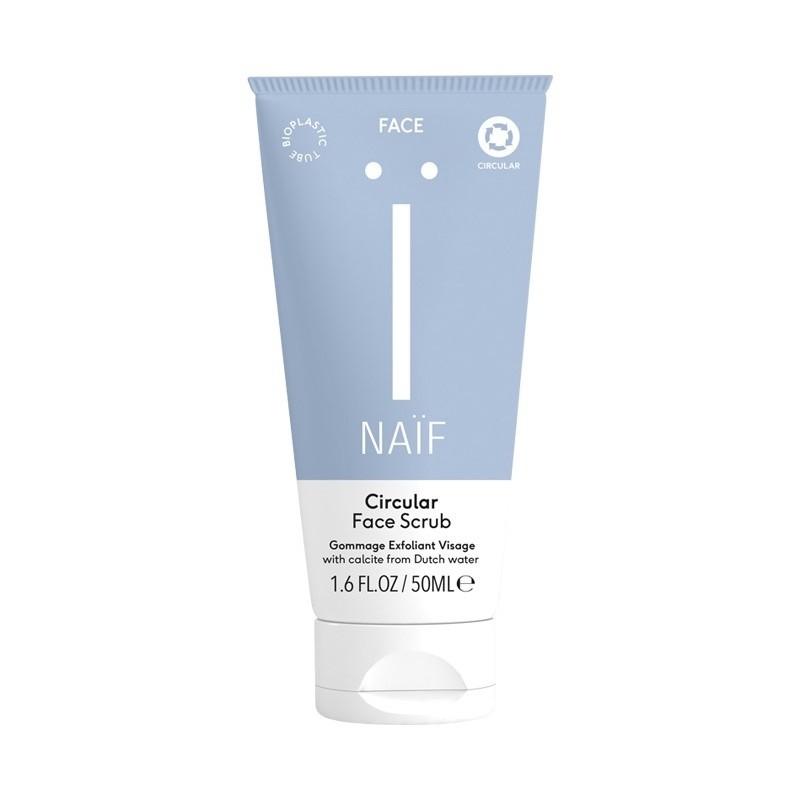 FACE
BIOPLASTIC TUBE
CIRCULAR
Ï
NAÏF
Circular
Face Scrub
Gommage Exfoliant Visage
with calcite from Dutch water
1.6 FL.OZ / 50ML ℮